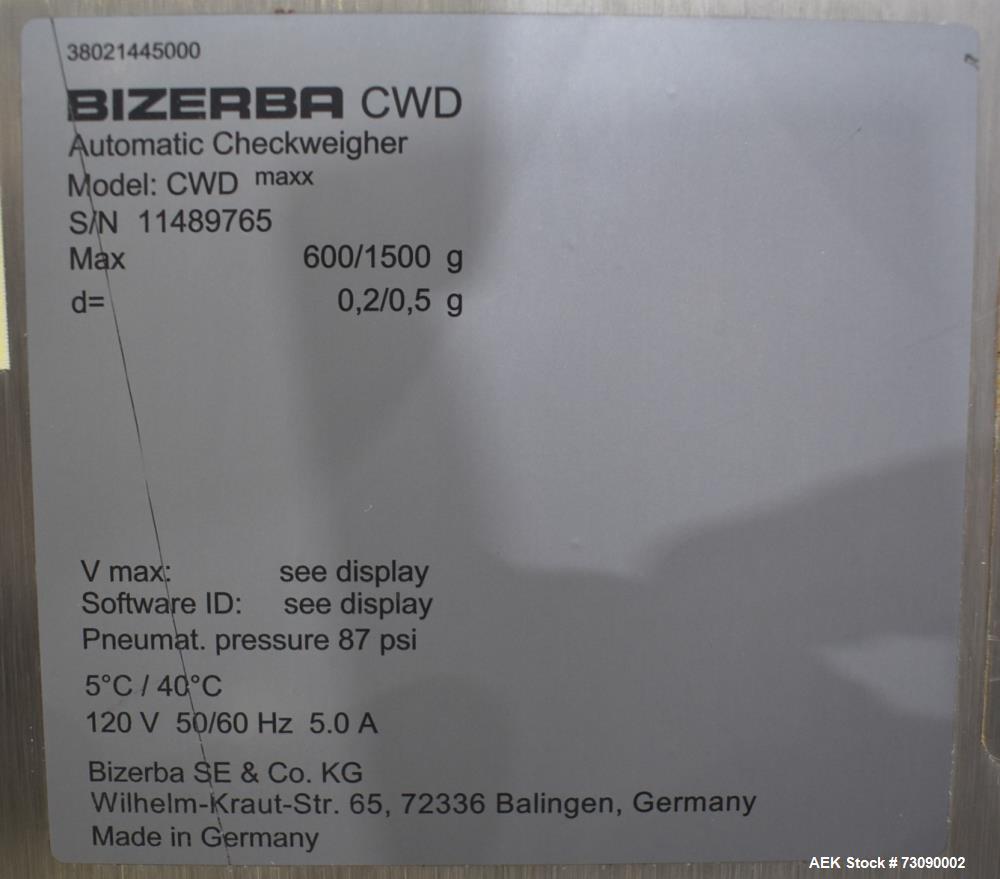 38021445000
BIZERBA CWD
Automatic Checkweigher
Model: CWD maxx
S/N 11489765
Max 600/1500 g
d= 0,2/0,5 g
V max: see display
Software ID: see display
Pneumat. pressure 87 psi
5°C / 40°C
120 V 50/60 Hz 5.0 A
Bizerba SE & Co. KG
Wilhelm-Kraut-Str. 65, 72336 Balingen, Germany
Made in Germany
AEK Stock # 73090002